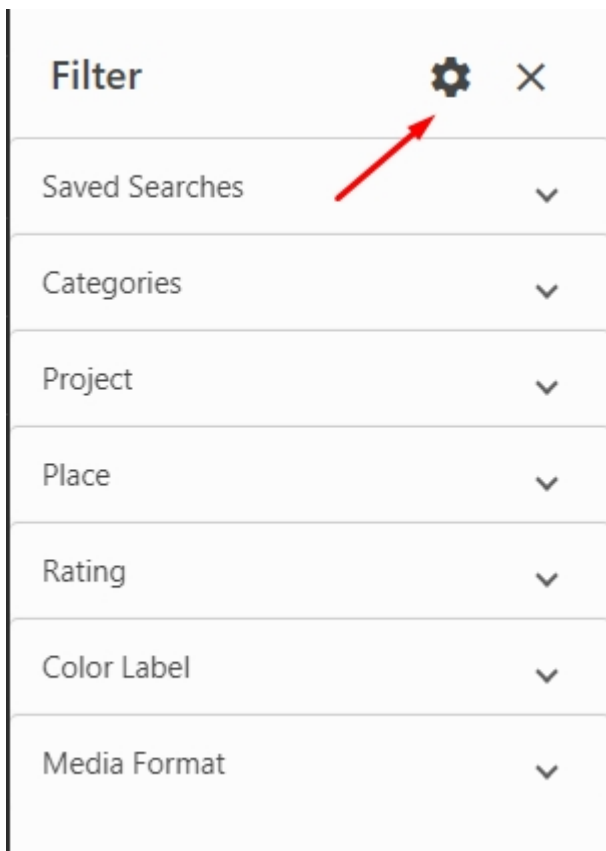 Filter
Saved Searches
Categories
Project
Place
Rating
Color Label
Media Format